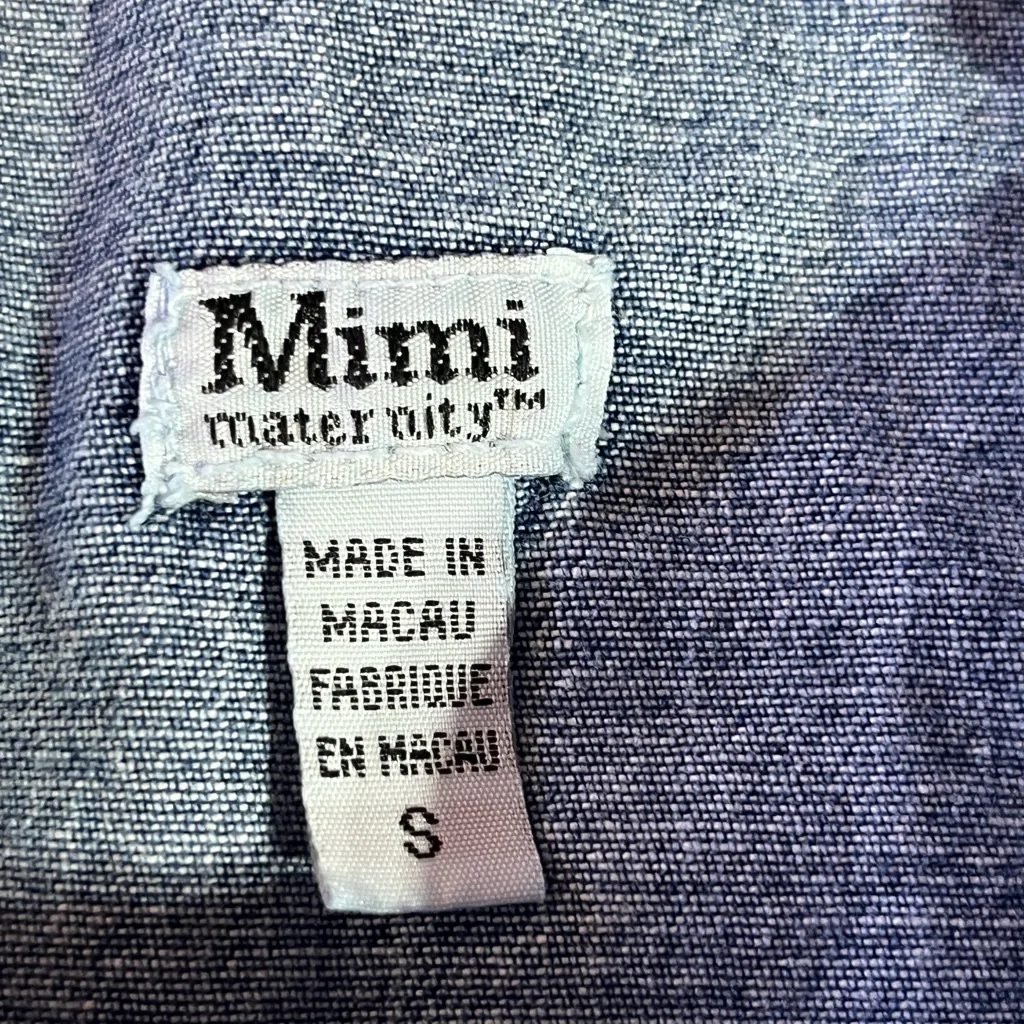 Mimi
maternity™
MADE IN
MACAU
FABRIQUE
EN MACAU
S